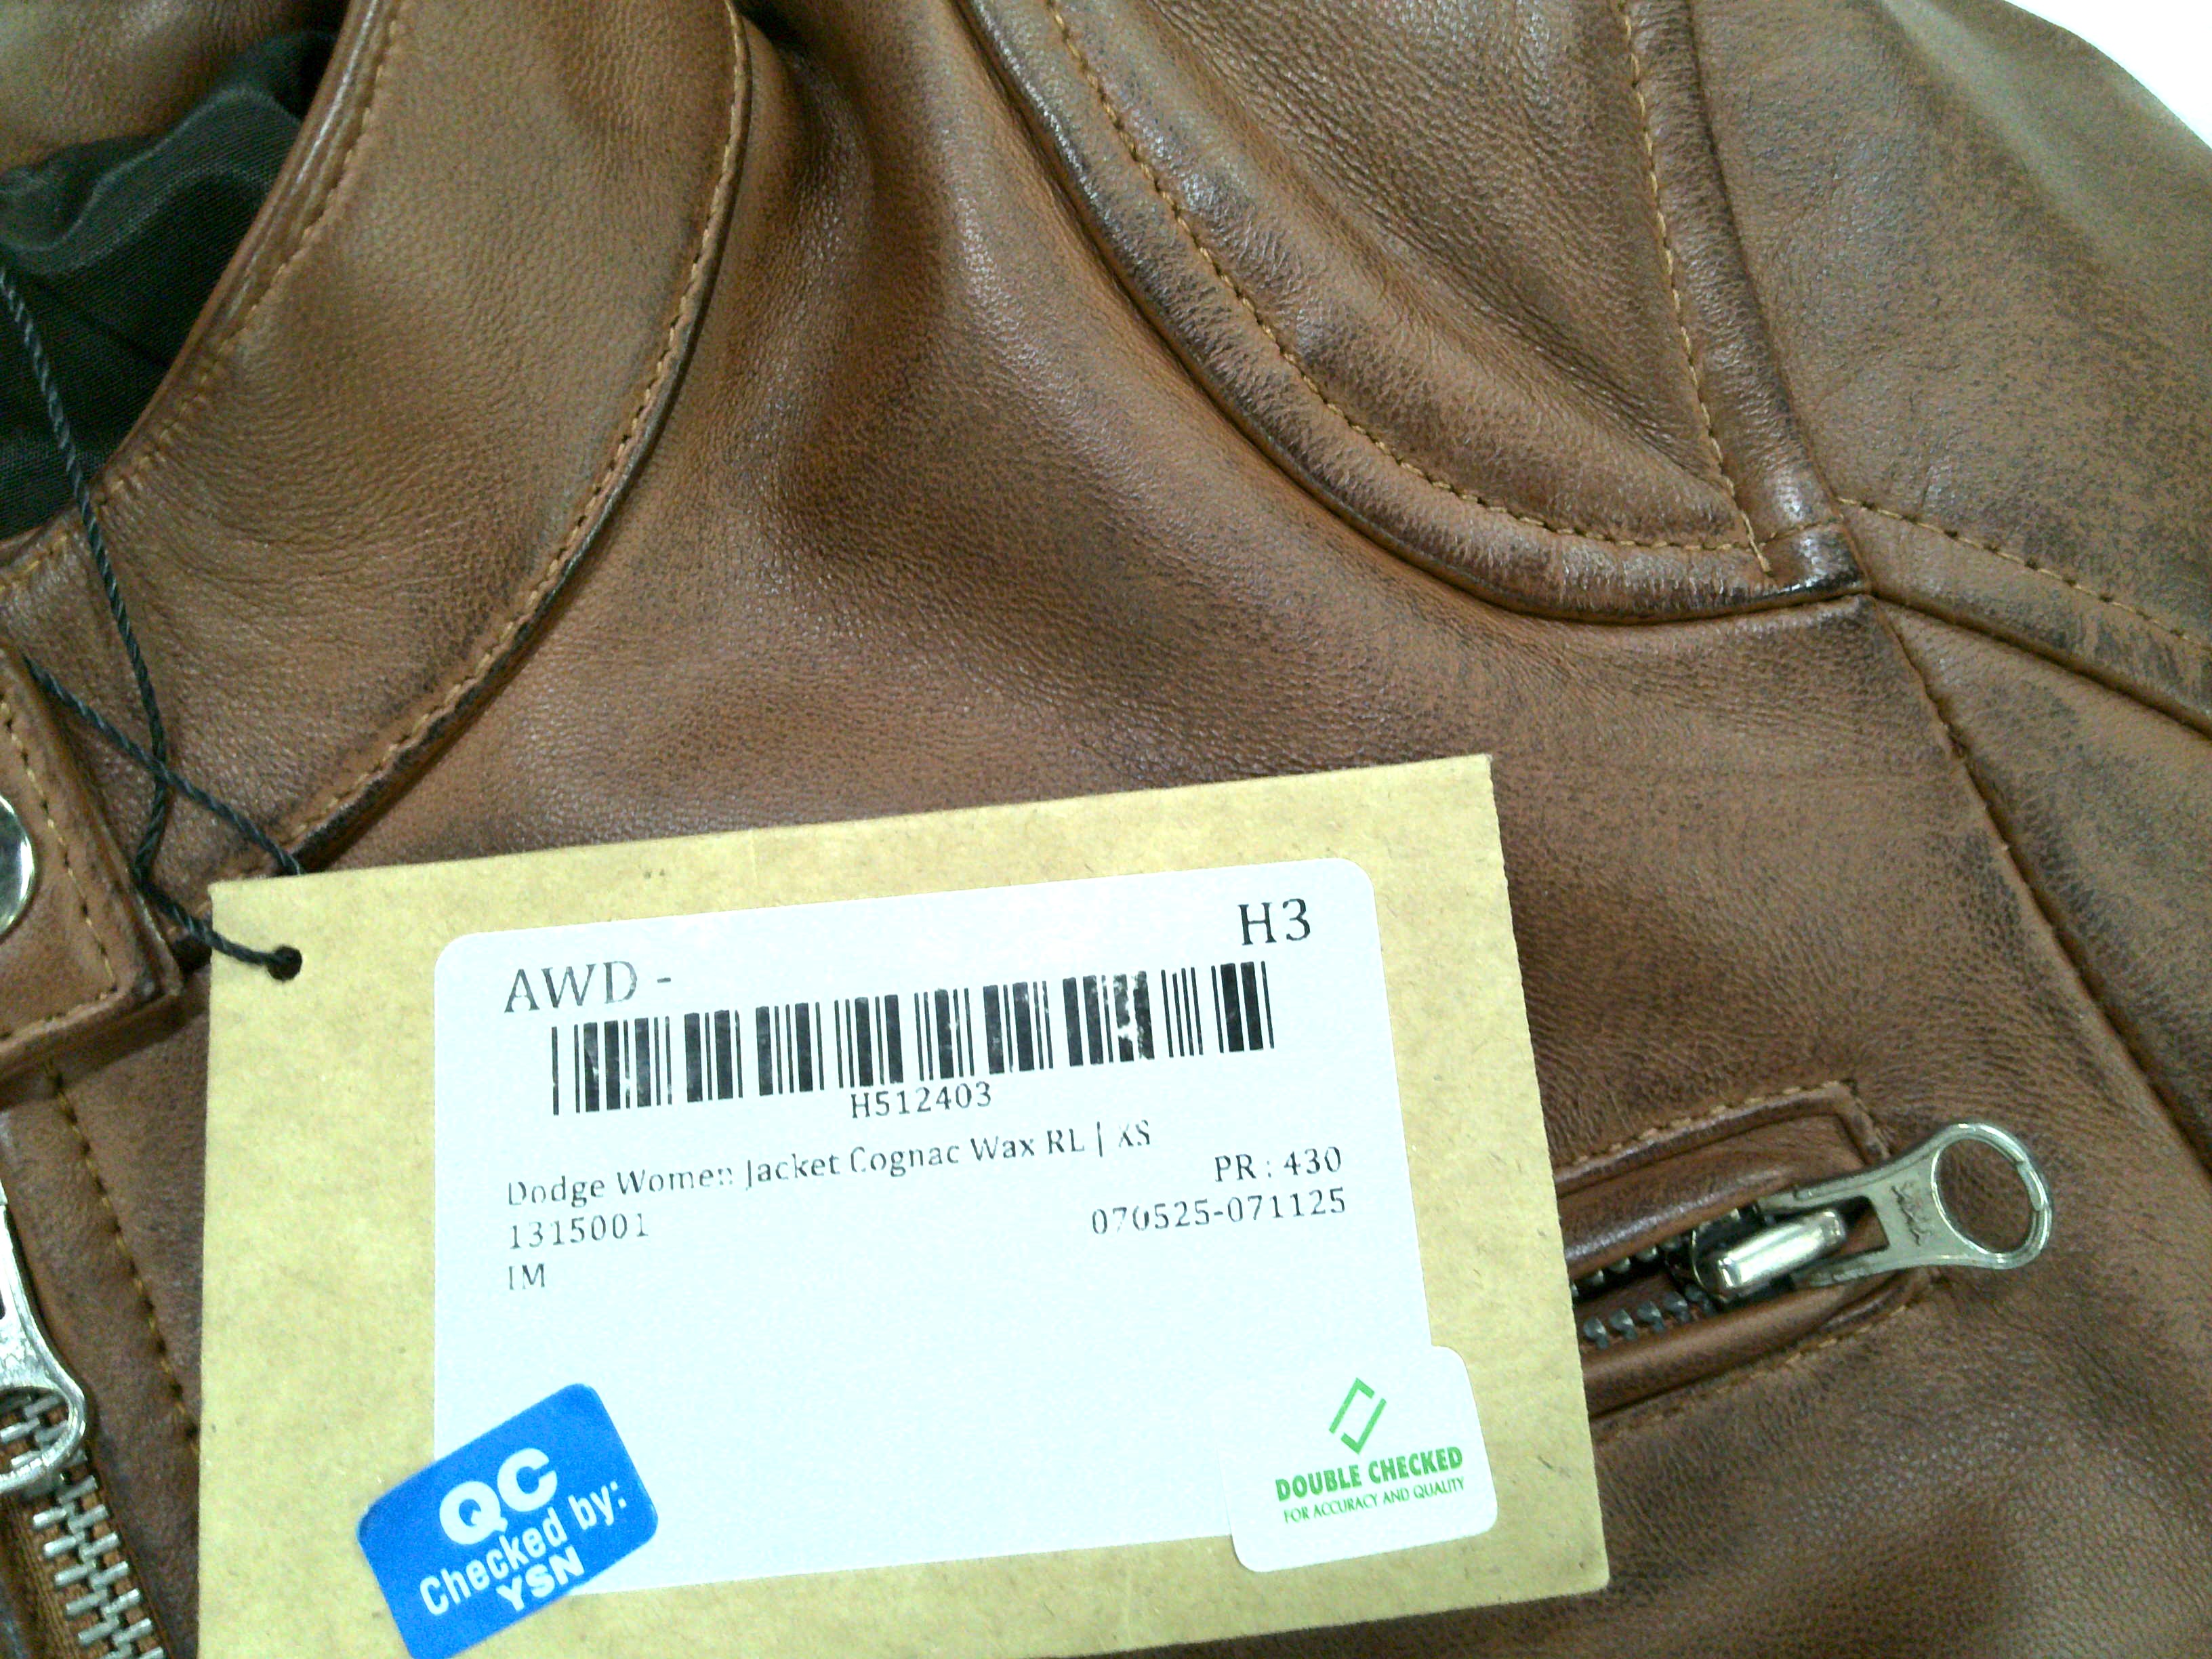 H3
AWD -
H512403
Dodge Women Jacket Cognac Wax RL | XS
PR : 430
1315001
070525-071125
IM
QC
Checked by:
YSN
DOUBLE CHECKED
FOR ACCURACY AND QUALITY